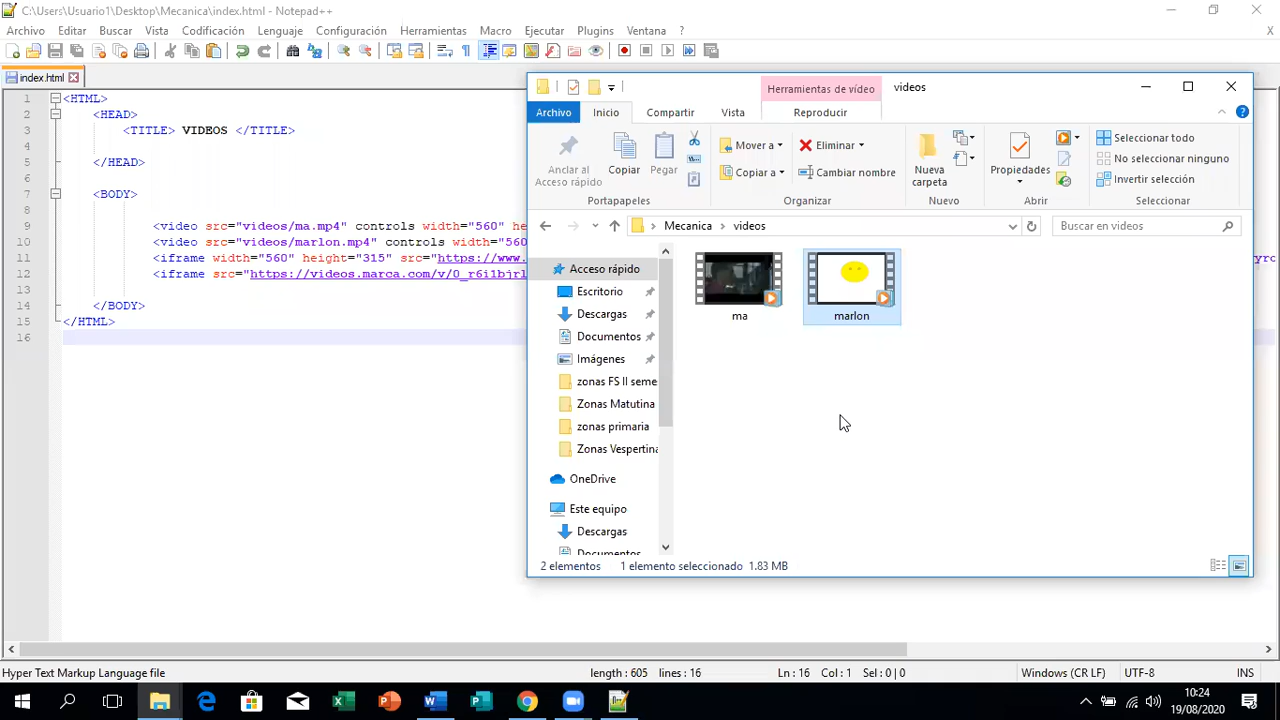 C:\Users\Usuario1\Desktop\Mecanica\index.html - Notepad++
Archivo Editar Buscar Vista Codificación Lenguaje Configuración Herramientas Macro Ejecutar Plugins Ventana ? X
index.html
1 <HTML>
2 <HEAD>
3 <TITLE> VIDEOS </TITLE>
4
5 </HEAD>
6
7 <BODY>
8
9 <video src="videos/ma.mp4" controls width="560" he
10 <video src="videos/marlon.mp4" controls width="560
11 <iframe width="560" height="315" src="https://www.
12 <iframe src="https://videos.marca.com/v/0_r6i1bjrl
13
14 </BODY>
15 </HTML>
16
Herramientas de vídeo videos
Archivo Inicio Compartir Vista Reproducir
Anclar al
Acceso rápido
Copiar
Pegar
Portapapeles
Mover a
Copiar a
Eliminar
Cambiar nombre
Organizar
Nueva
carpeta
Nuevo
Propiedades
Abrir
Seleccionar todo
No seleccionar ninguno
Invertir selección
Seleccionar
Mecanica > videos
Buscar en videos
Acceso rápido
Escritorio
Descargas
Documentos
Imágenes
zonas FS II seme
Zonas Matutina
zonas primaria
Zonas Vespertina
OneDrive
Este equipo
Descargas
Documentos
ma
marlon
2 elementos 1 elemento seleccionado 1.83 MB
Hyper Text Markup Language file length : 605 lines : 16 Ln : 16 Col : 1 Sel : 0 | 0 Windows (CR LF) UTF-8 INS
10:24
19/08/2020